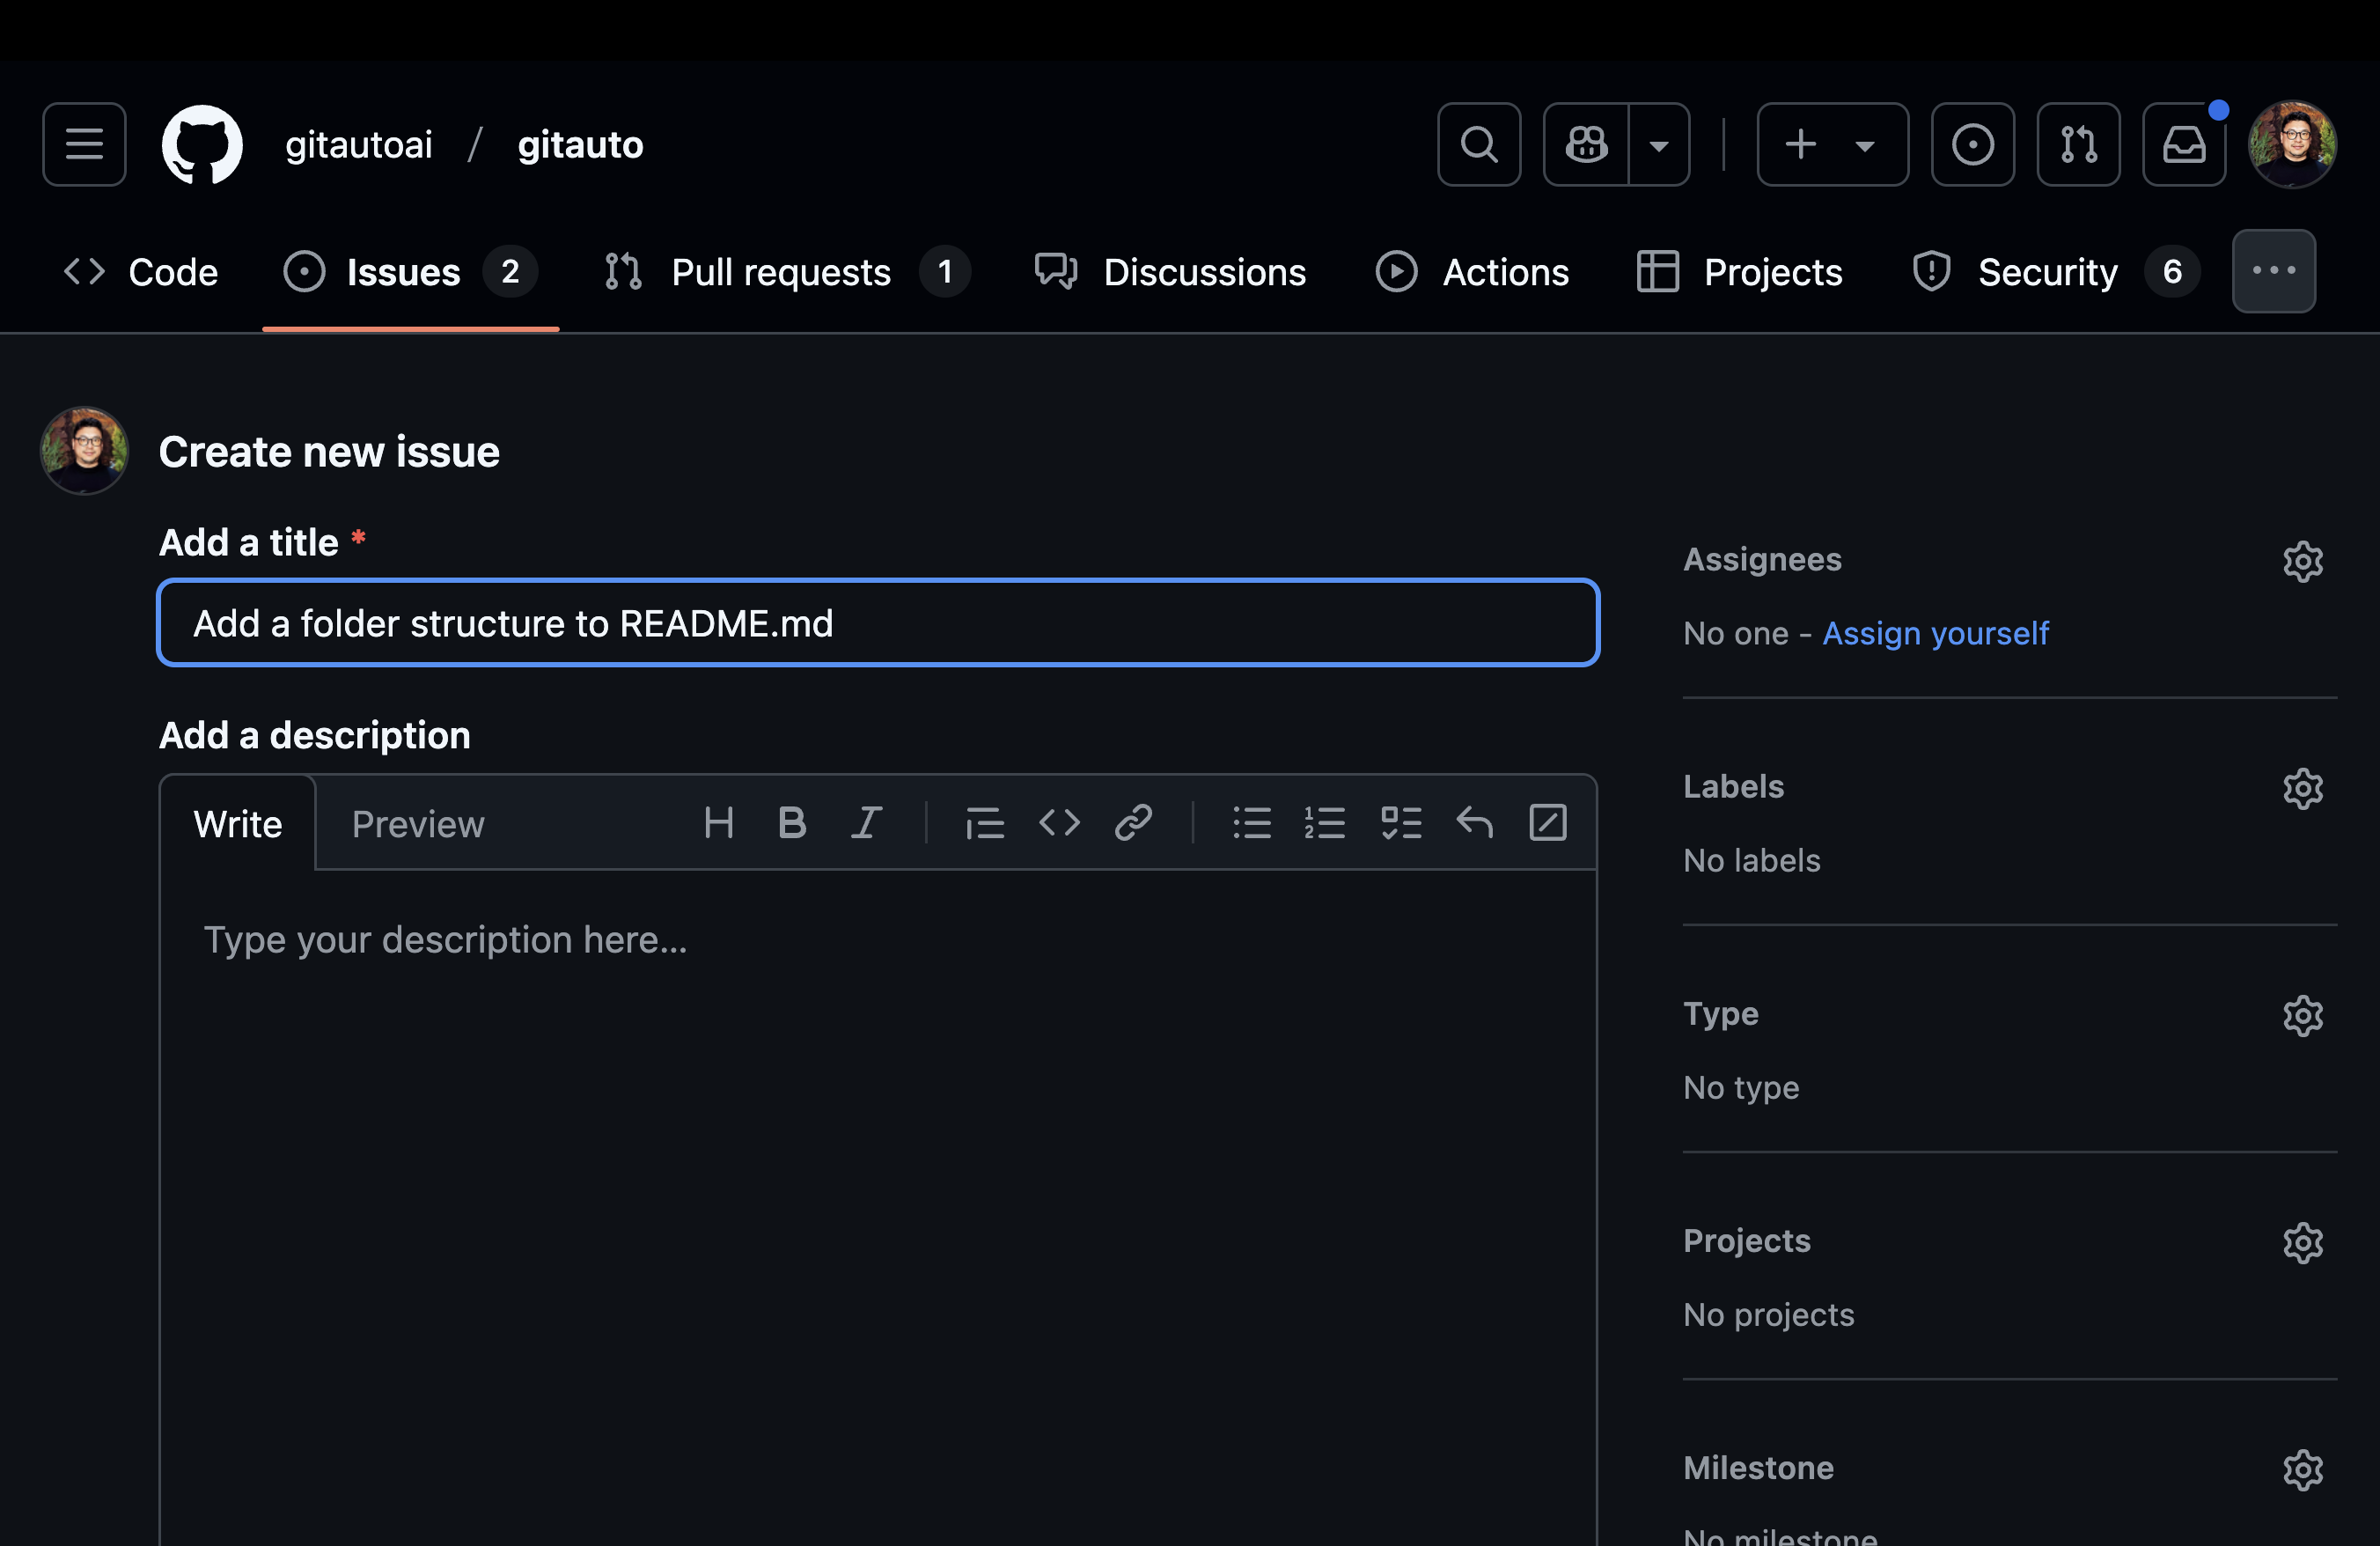 gitautoai / gitauto
Code Issues 2 Pull requests 1 Discussions Actions Projects Security 6
Create new issue
Add a title *
Add a folder structure to README.md
Add a description
Write Preview
Type your description here...
Assignees
No one - Assign yourself
Labels
No labels
Type
No type
Projects
No projects
Milestone
No milestone